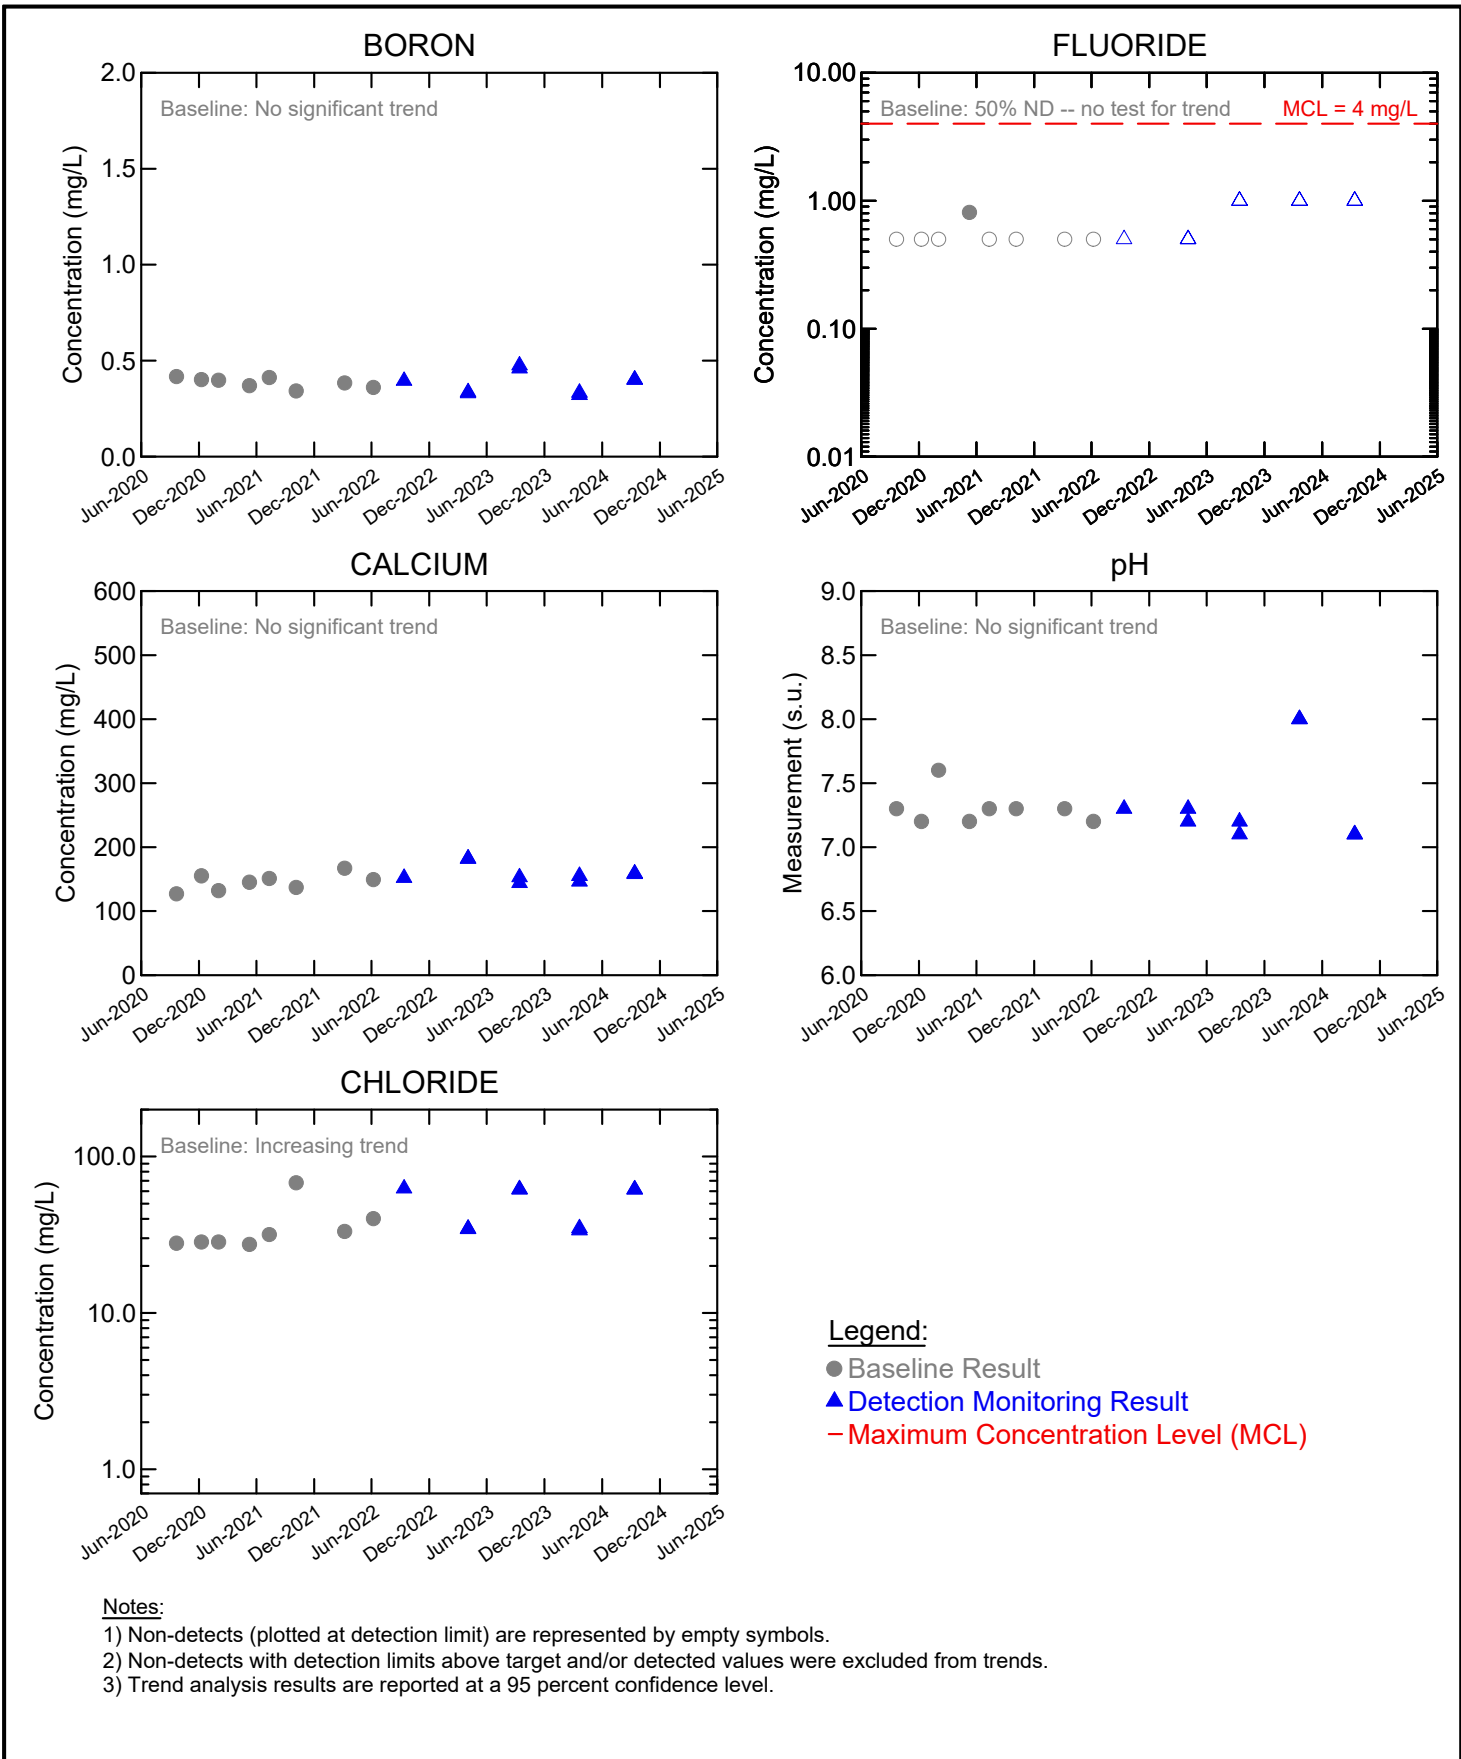 BORON
2.0
1.5
1.0
0.5
0.0
Concentration (mg/L)
Baseline: No significant trend
Jun-2020 Dec-2020 Jun-2021 Dec-2021 Jun-2022 Dec-2022 Jun-2023 Dec-2023 Jun-2024 Dec-2024 Jun-2025
FLUORIDE
10.00
1.00
0.10
0.01
Concentration (mg/L)
Baseline: 50% ND -- no test for trend
MCL = 4 mg/L
Jun-2020 Dec-2020 Jun-2021 Dec-2021 Jun-2022 Dec-2022 Jun-2023 Dec-2023 Jun-2024 Dec-2024 Jun-2025
CALCIUM
600
500
400
300
200
100
0
Concentration (mg/L)
Baseline: No significant trend
Jun-2020 Dec-2020 Jun-2021 Dec-2021 Jun-2022 Dec-2022 Jun-2023 Dec-2023 Jun-2024 Dec-2024 Jun-2025
pH
9.0
8.5
8.0
7.5
7.0
6.5
6.0
Measurement (s.u.)
Baseline: No significant trend
Jun-2020 Dec-2020 Jun-2021 Dec-2021 Jun-2022 Dec-2022 Jun-2023 Dec-2023 Jun-2024 Dec-2024 Jun-2025
CHLORIDE
100.0
10.0
1.0
Concentration (mg/L)
Baseline: Increasing trend
Jun-2020 Dec-2020 Jun-2021 Dec-2021 Jun-2022 Dec-2022 Jun-2023 Dec-2023 Jun-2024 Dec-2024 Jun-2025
Legend:
Baseline Result
Detection Monitoring Result
Maximum Concentration Level (MCL)
Notes:
1) Non-detects (plotted at detection limit) are represented by empty symbols.
2) Non-detects with detection limits above target and/or detected values were excluded from trends.
3) Trend analysis results are reported at a 95 percent confidence level.